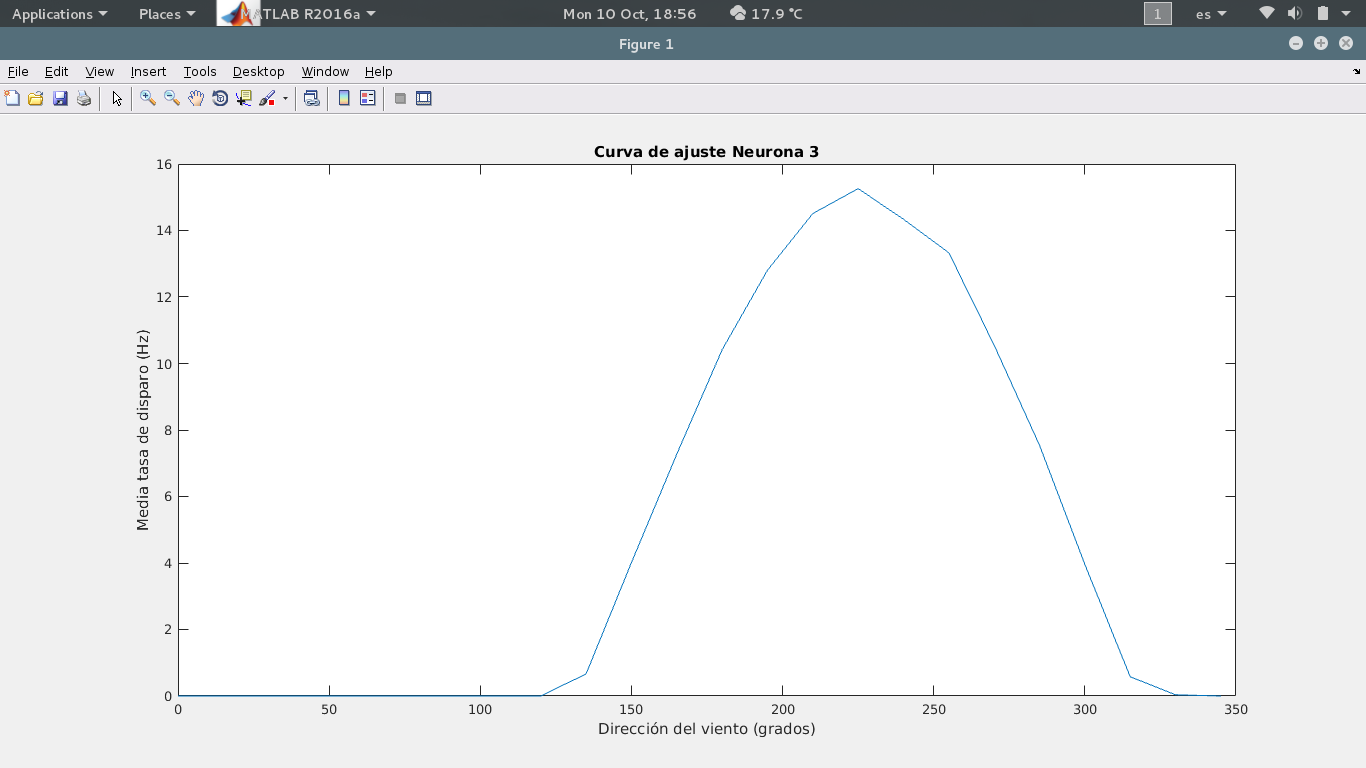 Applications Places MATLAB R2016a Mon 10 Oct, 18:56 17.9 °C 1 es
Figure 1
File Edit View Insert Tools Desktop Window Help
Curva de ajuste Neurona 3
16
14
12
10
8
6
4
2
0
Media tasa de disparo (Hz)
0 50 100 150 200 250 300 350
Dirección del viento (grados)